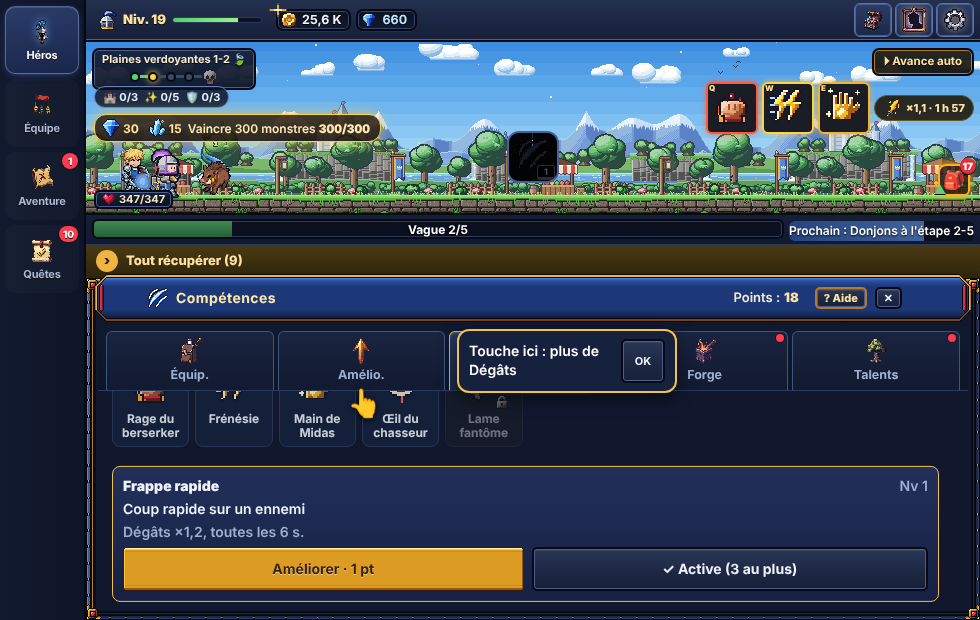 Héros
Niv. 19
25,6 K
660
Plaines verdoyantes 1-2
0/3
0/5
0/3
Avance auto
Q
W
E
×1,1 · 1 h 57
30
15
Vaincre 300 monstres 300/300
Équipe
1
Aventure
10
Quêtes
1
17
347/347
Vague 2/5
Prochain : Donjons à l'étape 2-5
Tout récupérer (9)
Compétences
Points : 18
? Aide
×
Équip.
Amélio.
Touche ici : plus de
Dégâts
OK
Forge
Talents
Rage du
berserker
Frénésie
Main de
Midas
Œil du
chasseur
Lame
fantôme
Frappe rapide
Nv 1
Coup rapide sur un ennemi
Dégâts ×1,2, toutes les 6 s.
Améliorer · 1 pt
✓ Active (3 au plus)